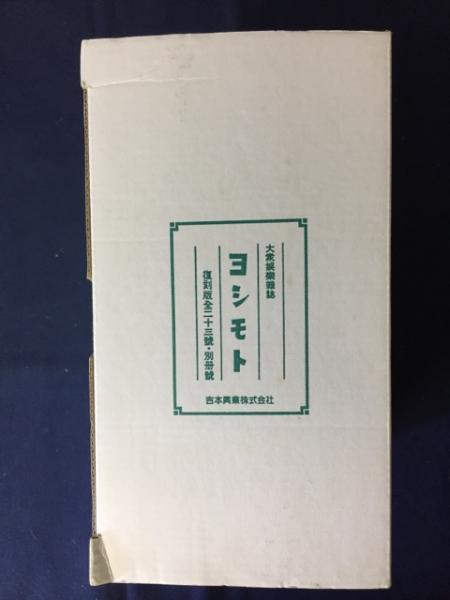 大衆娯樂雑誌
ヨシモト
復刻版全二十三號・別册號
吉本興業株式会社